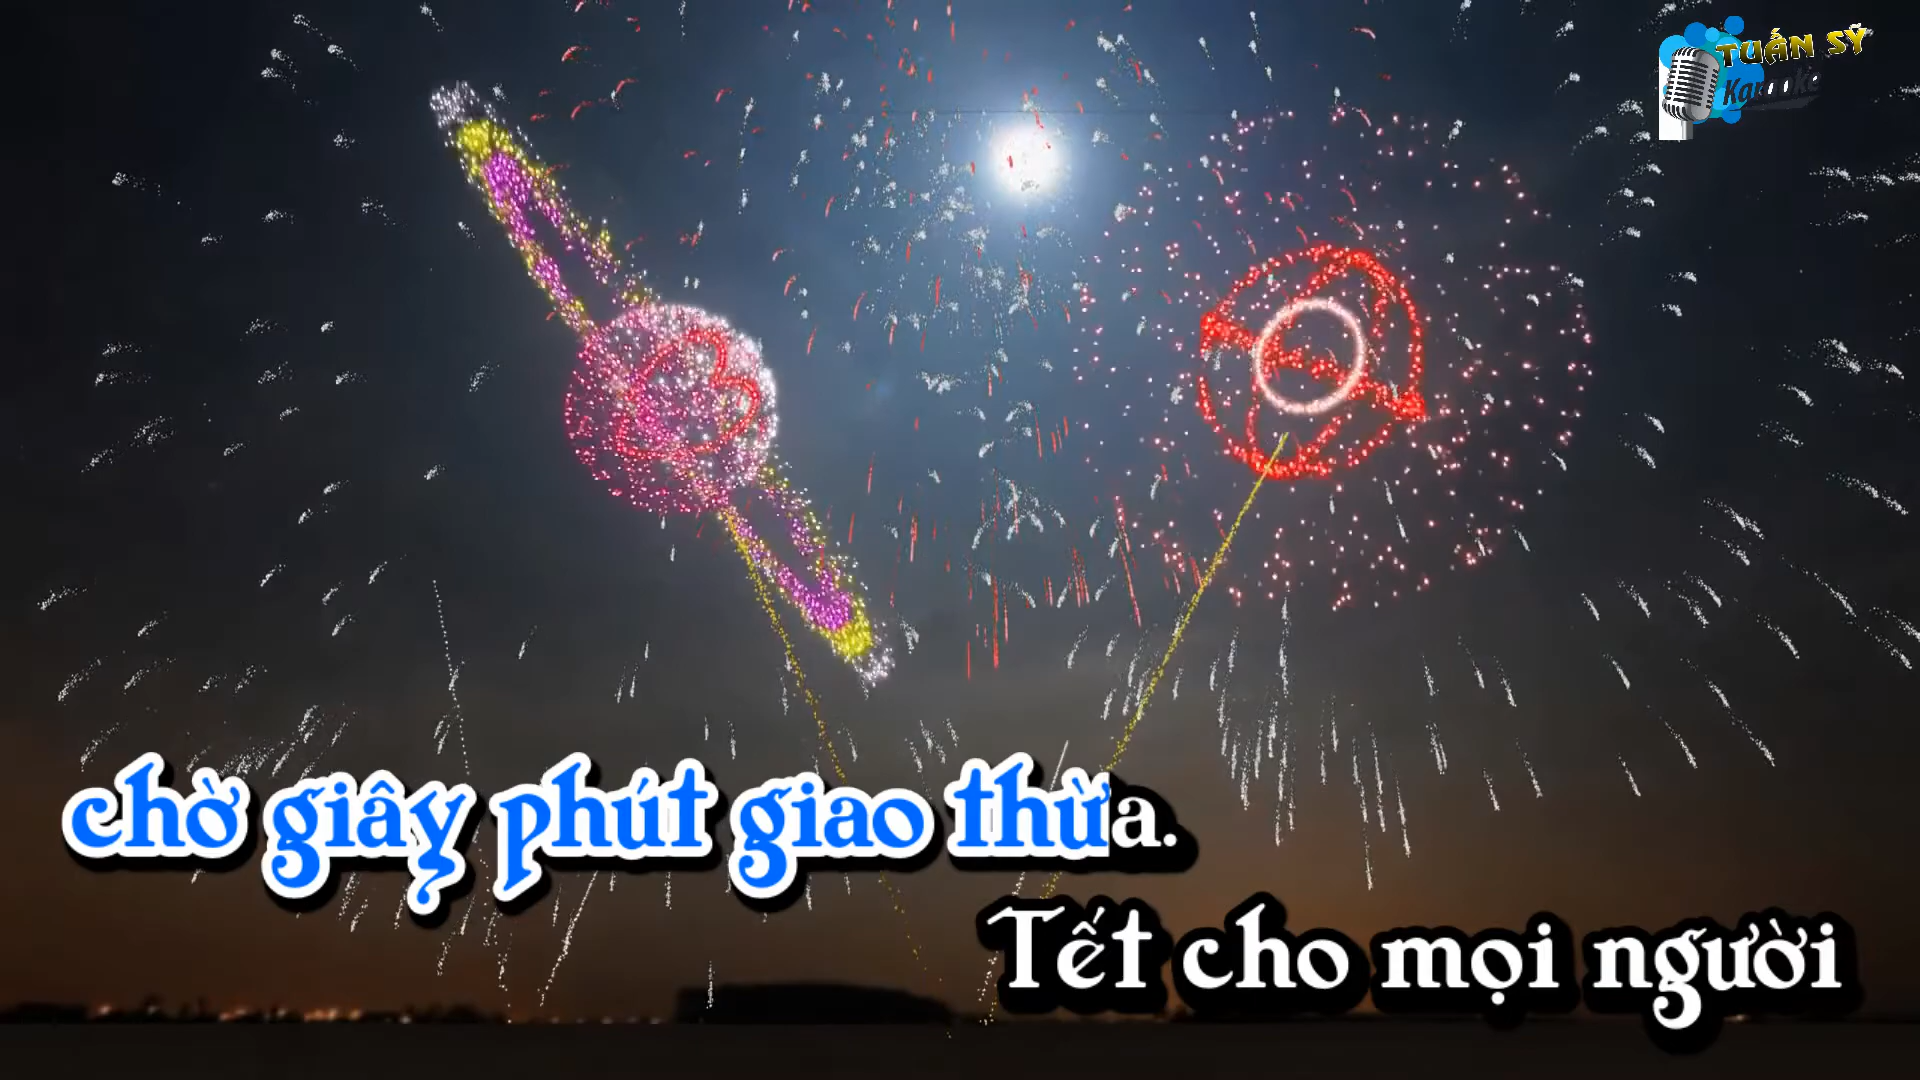 TUẤN SỸ
Karaoke
chờ giây phút giao thừa.
Tết cho mọi người